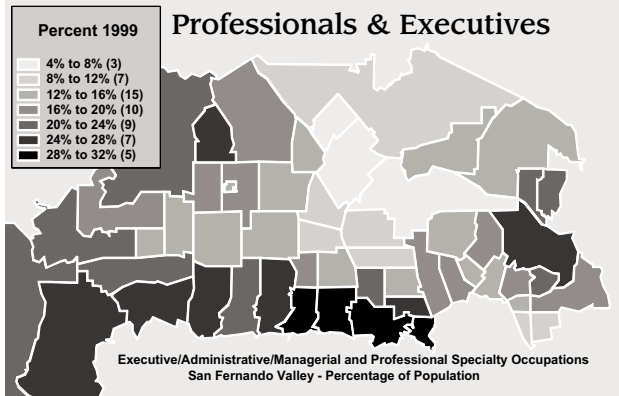 Professionals & Executives
Percent 1999
4% to 8% (3)
8% to 12% (7)
12% to 16% (15)
16% to 20% (10)
20% to 24% (9)
24% to 28% (7)
28% to 32% (5)
Executive/Administrative/Managerial and Professional Specialty Occupations
San Fernando Valley - Percentage of Population